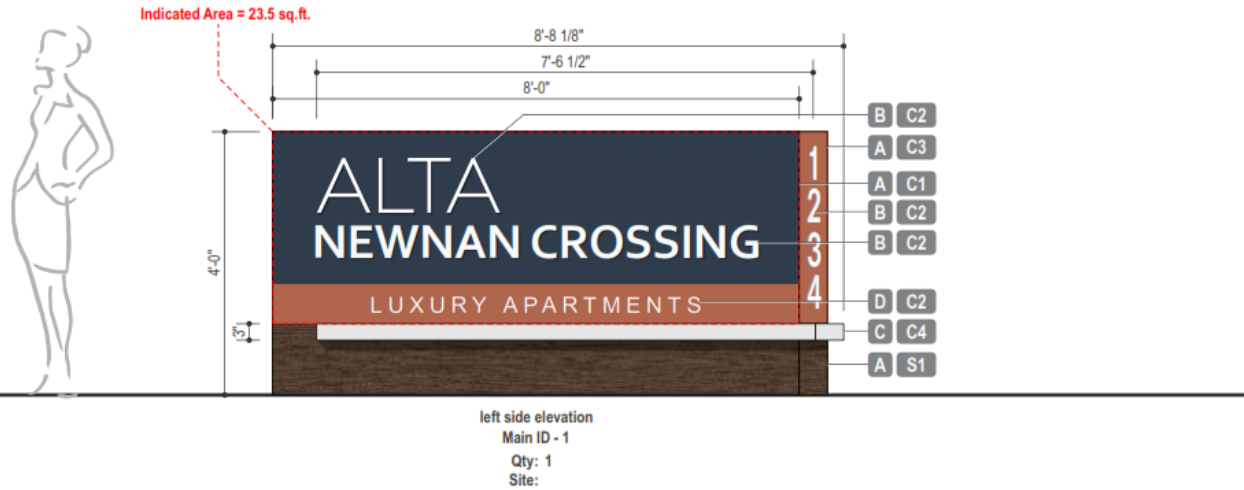 Indicated Area = 23.5 sq.ft.
8'-8 1/8"
7'-6 1/2"
8'-0"
B C2
A C3
A C1
B C2
B C2
D C2
C C4
A S1
4'-0"
3"
ALTA
NEWNAN CROSSING
LUXURY APARTMENTS
1
2
3
4
left side elevation
Main ID - 1
Qty: 1
Site: